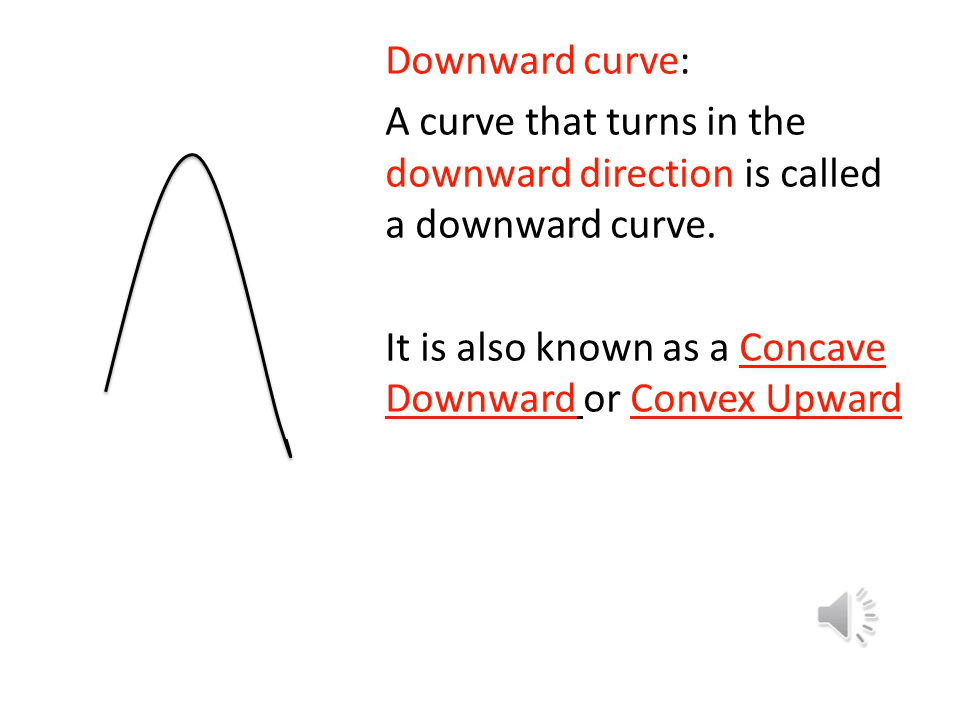 Downward curve:
A curve that turns in the
downward direction is called
a downward curve.
It is also known as a Concave
Downward or Convex Upward